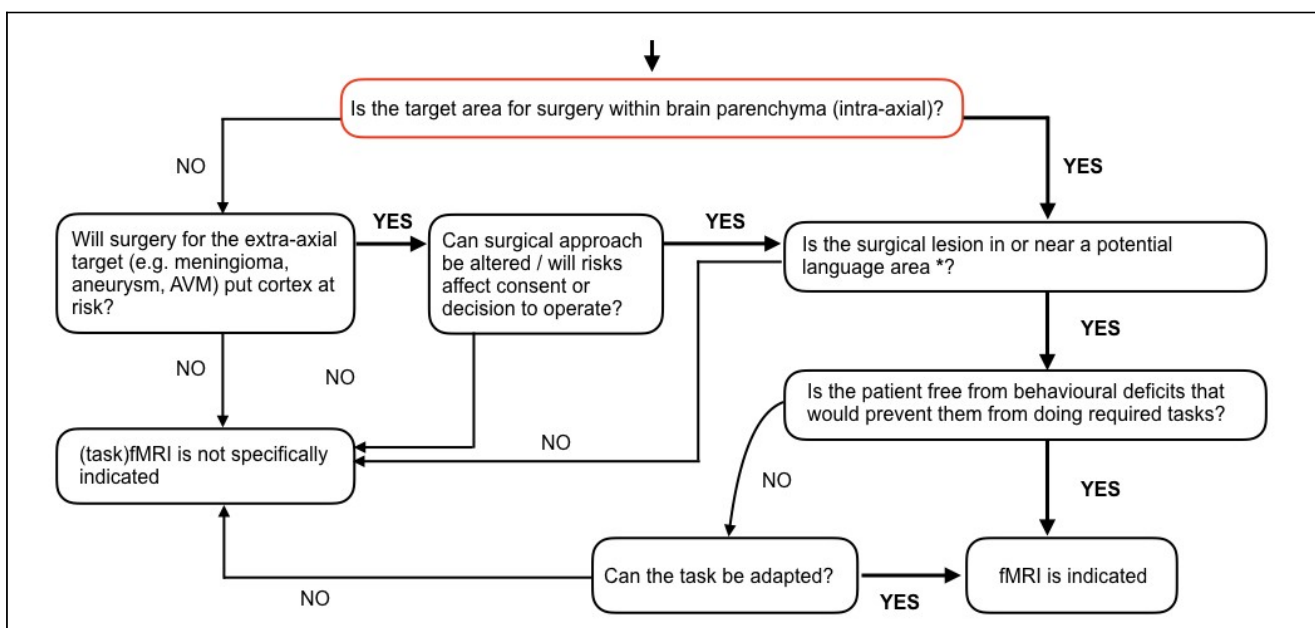 Is the target area for surgery within brain parenchyma (intra-axial)?
NO
YES
Will surgery for the extra-axial
target (e.g. meningioma,
aneurysm, AVM) put cortex at
risk?
YES
Can surgical approach
be altered / will risks
affect consent or
decision to operate?
YES
Is the surgical lesion in or near a potential
language area *?
NO
NO
YES
Is the patient free from behavioural deficits that
would prevent them from doing required tasks?
(task)fMRI is not specifically
indicated
NO
NO
YES
Can the task be adapted?
NO
YES
fMRI is indicated